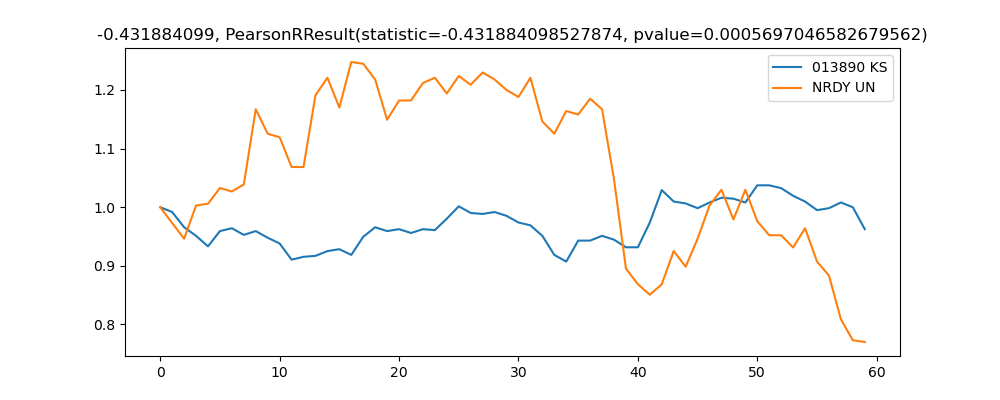 -0.431884099, PearsonRResult(statistic=-0.431884098527874, pvalue=0.0005697046582679562)
013890 KS
NRDY UN
1.2
1.1
1.0
0.9
0.8
0 10 20 30 40 50 60